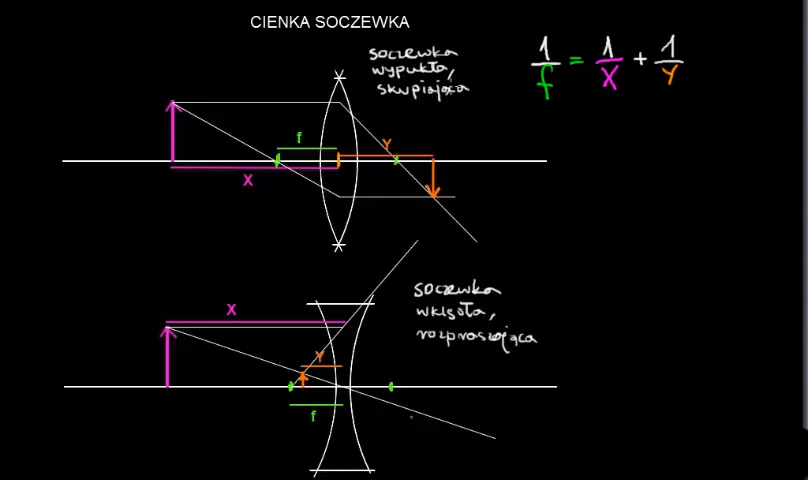 CIENKA SOCZEWKA
soczewka
wypukła,
skupiająca
1/f = 1/x + 1/y
f
Y
X
soczewka
wklęsła,
rozpraszająca
X
Y
f